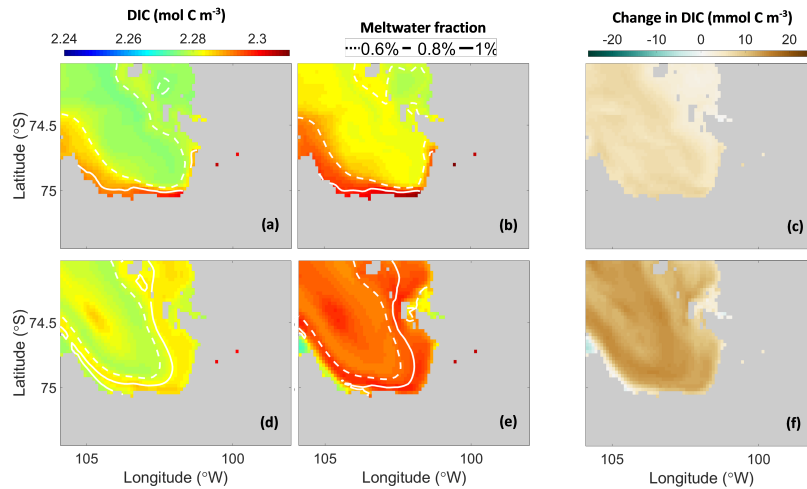 DIC (mol C m⁻³)
Meltwater fraction
Change in DIC (mmol C m⁻³)
2.24 2.26 2.28 2.3
0.6% 0.8% 1%
-20 -10 0 10 20
Latitude (°S)
74.5
75
(a)
(b)
(c)
Latitude (°S)
74.5
75
(d)
(e)
(f)
105 100
105 100
105 100
Longitude (°W)
Longitude (°W)
Longitude (°W)